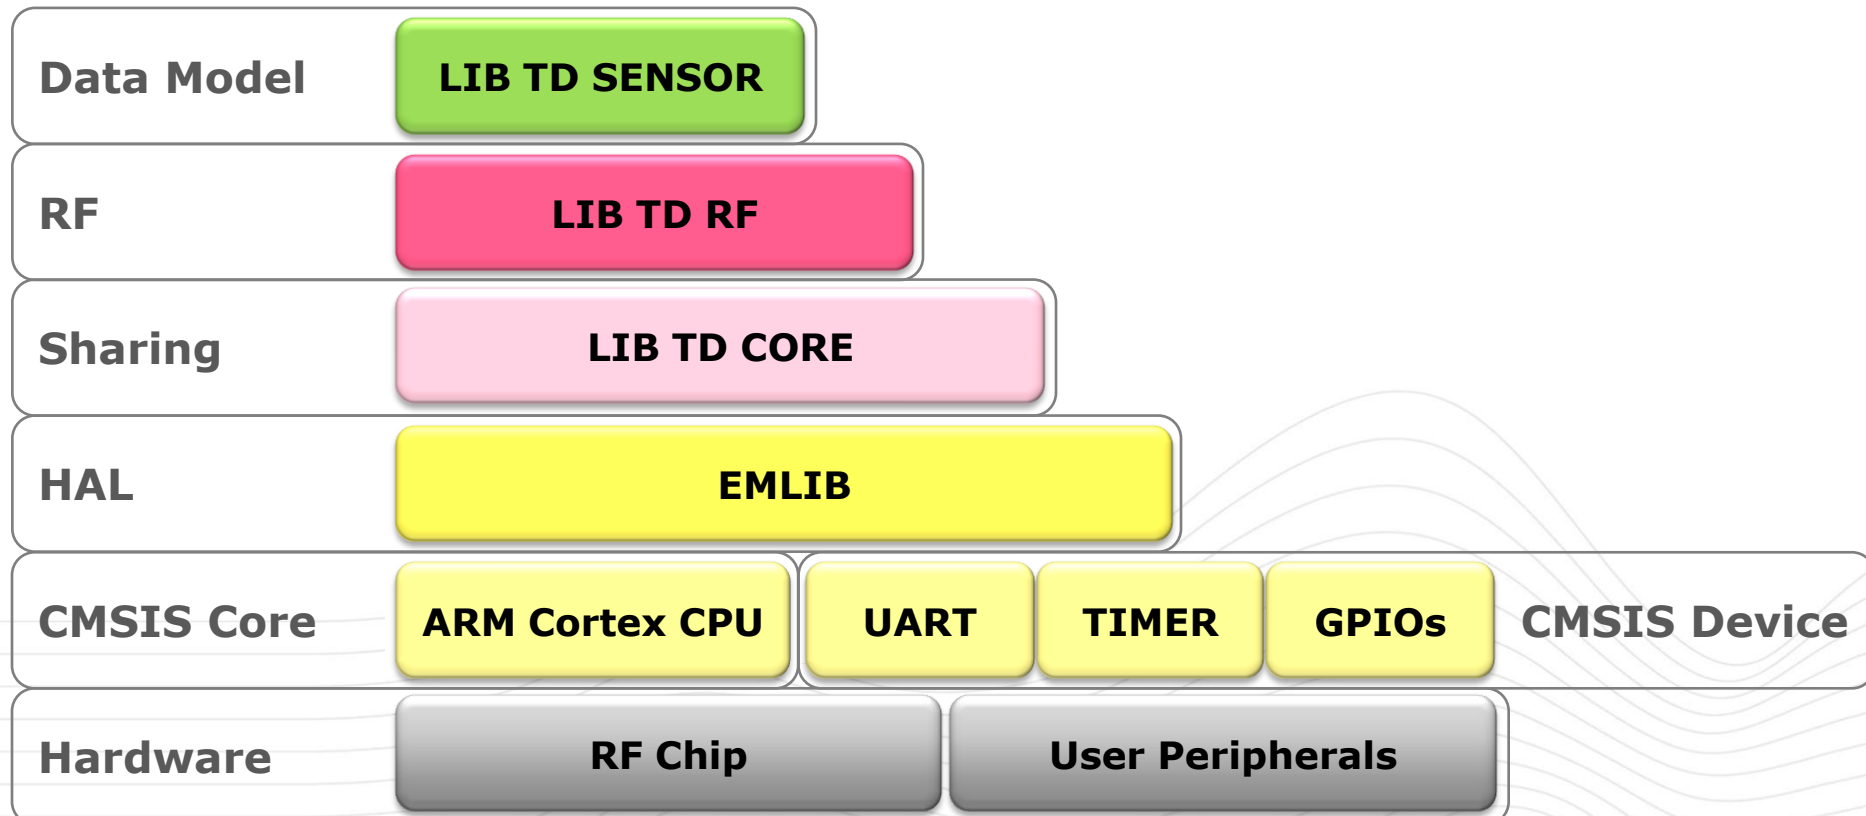 Data Model LIB TD SENSOR
RF LIB TD RF
Sharing LIB TD CORE
HAL EMLIB
CMSIS Core ARM Cortex CPU UART TIMER GPIOs CMSIS Device
Hardware RF Chip User Peripherals